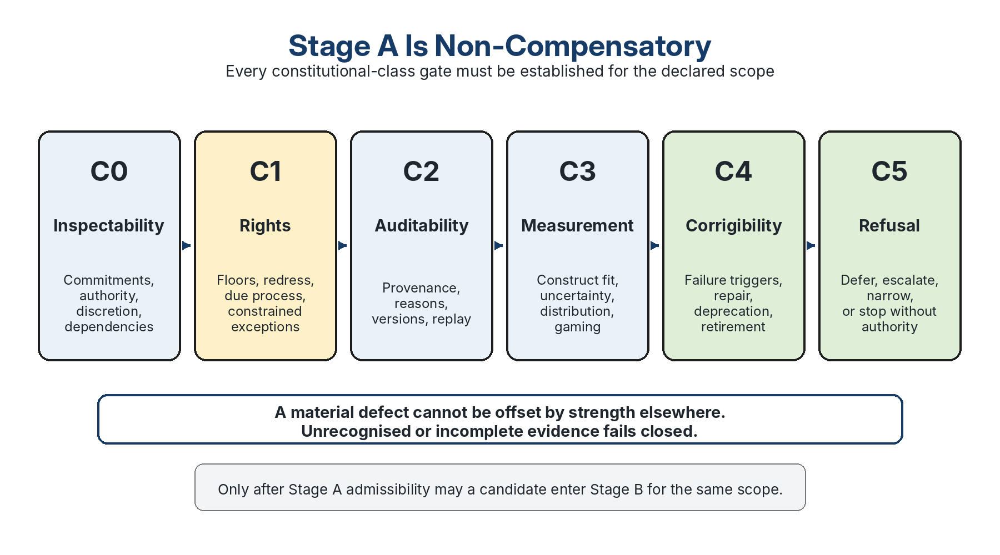 Stage A Is Non-Compensatory
Every constitutional-class gate must be established for the declared scope
C0
Inspectability
Commitments,
authority,
discretion,
dependencies
C1
Rights
Floors, redress,
due process,
constrained
exceptions
C2
Auditability
Provenance,
reasons,
versions, replay
C3
Measurement
Construct fit,
uncertainty,
distribution,
gaming
C4
Corrigibility
Failure triggers,
repair,
deprecation,
retirement
C5
Refusal
Defer, escalate,
narrow,
or stop without
authority
A material defect cannot be offset by strength elsewhere.
Unrecognised or incomplete evidence fails closed.
Only after Stage A admissibility may a candidate enter Stage B for the same scope.